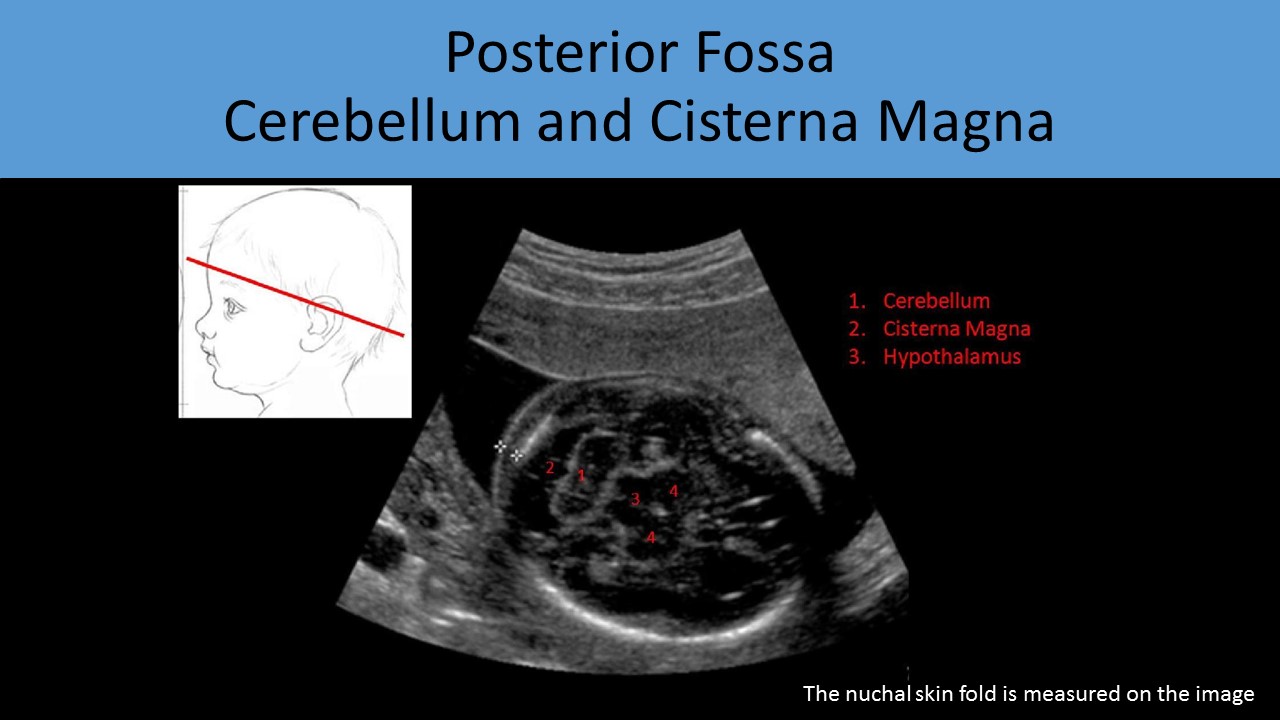 Posterior Fossa
Cerebellum and Cisterna Magna
1. Cerebellum
2. Cisterna Magna
3. Hypothalamus
2
1
3
4
4
The nuchal skin fold is measured on the image